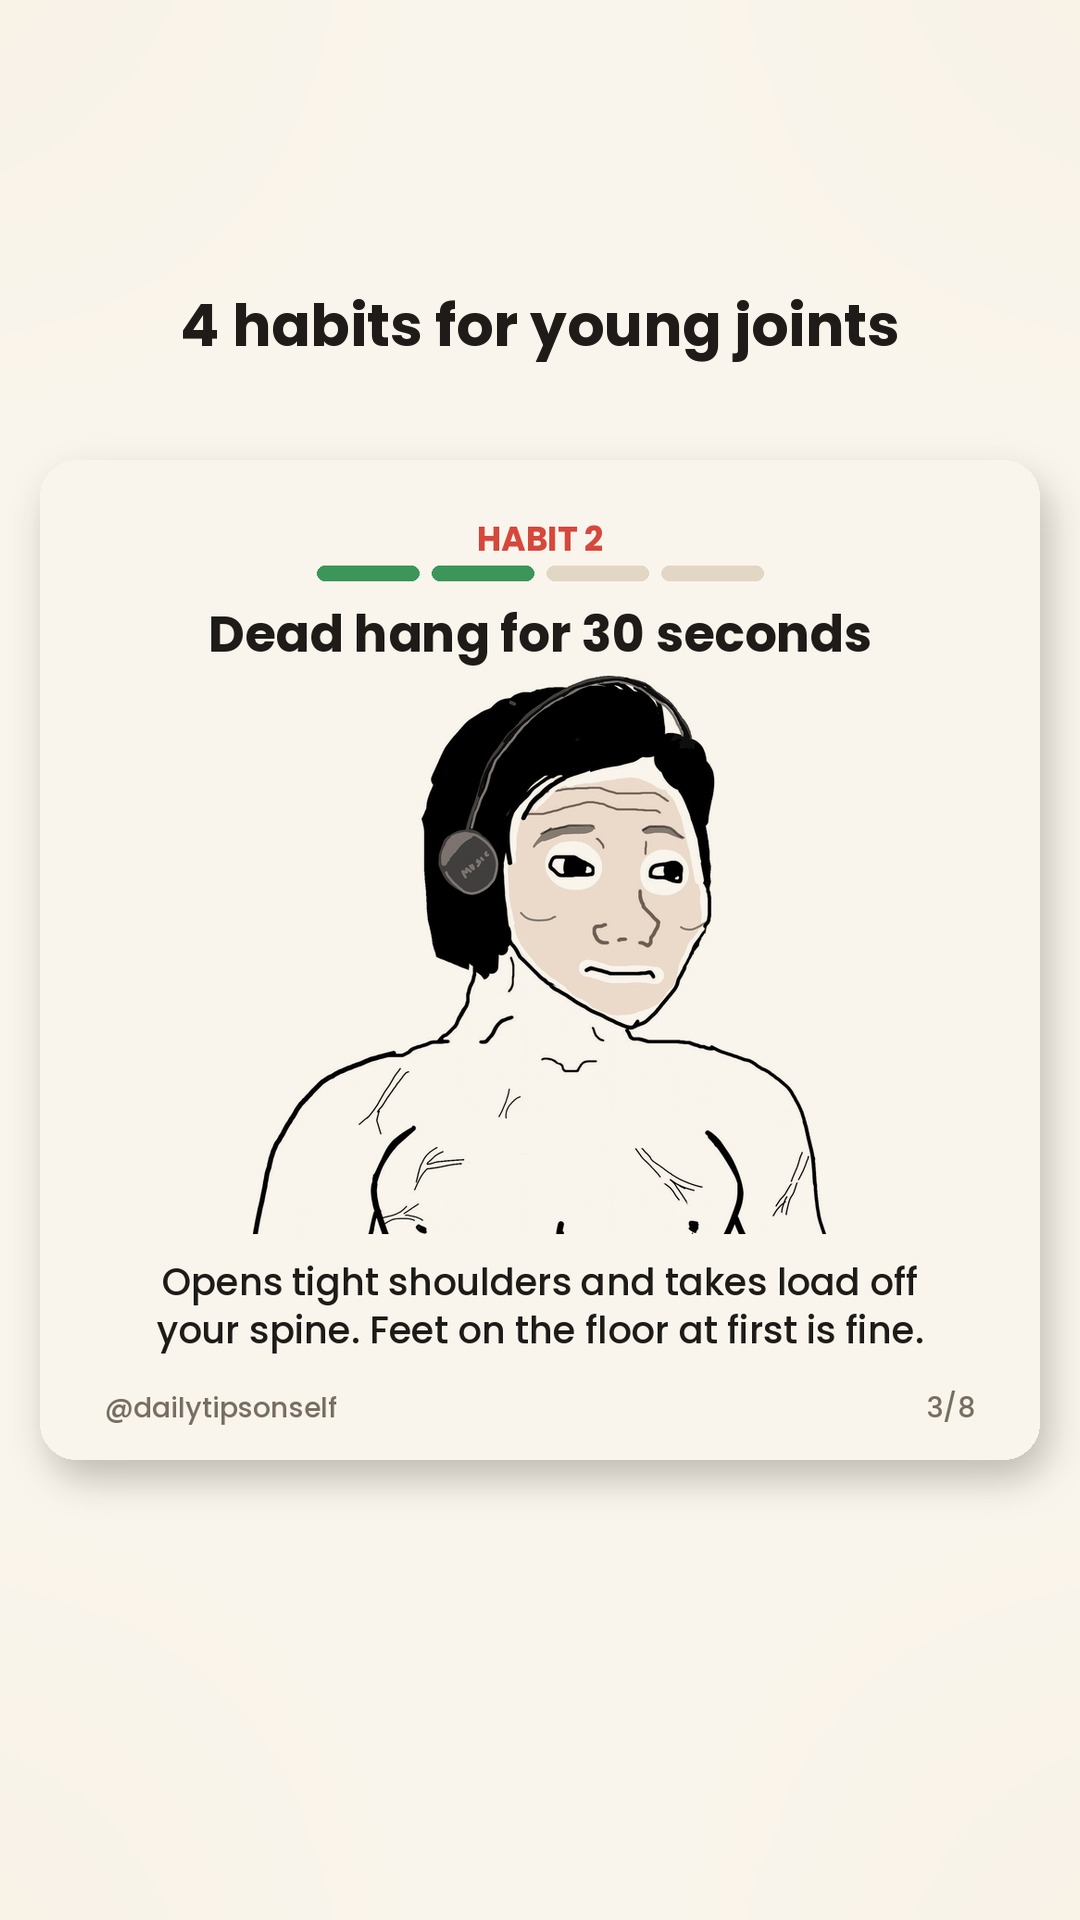 4 habits for young joints
HABIT 2
Dead hang for 30 seconds
Music
Opens tight shoulders and takes load off
your spine. Feet on the floor at first is fine.
@dailytipsonself
3/8